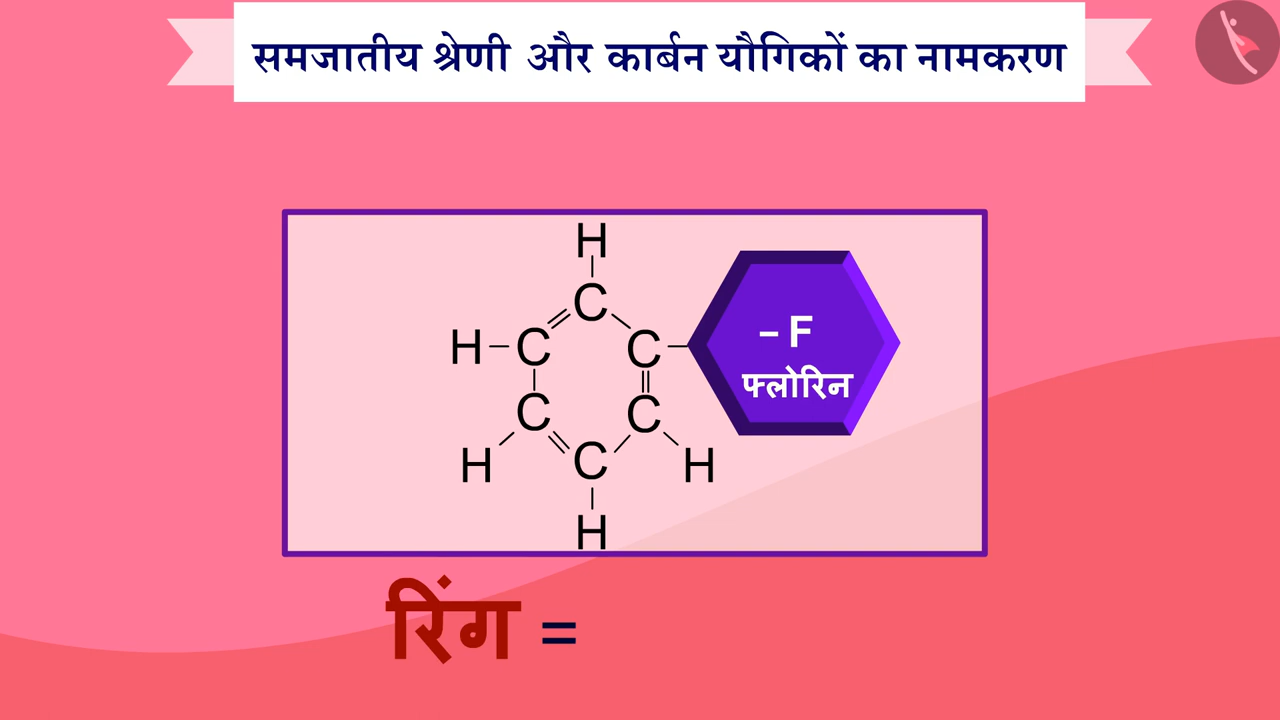 समजातीय श्रेणी और कार्बन यौगिकों का नामकरण
H
C
H – C C – – F
फ्लोरिन
C C
C
H H
H
रिंग =